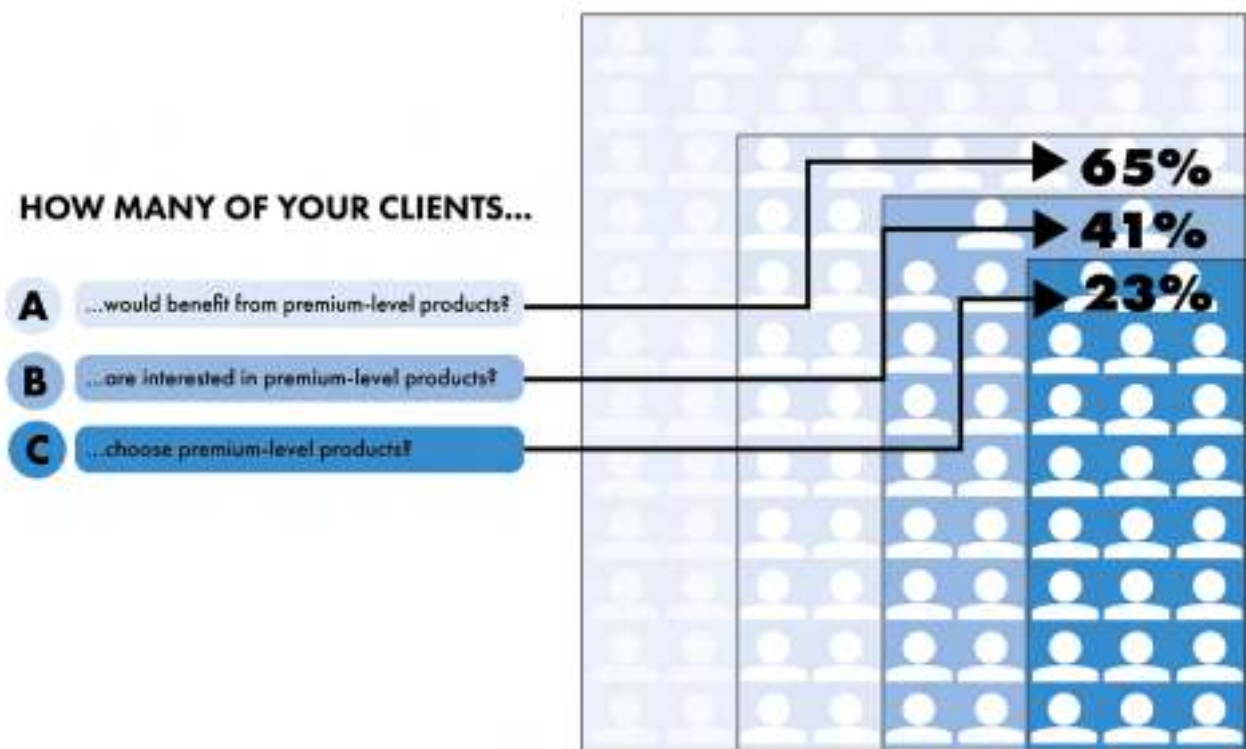 HOW MANY OF YOUR CLIENTS...
A ...would benefit from premium-level products?
B ...are interested in premium-level products?
C ...choose premium-level products?
65%
41%
23%